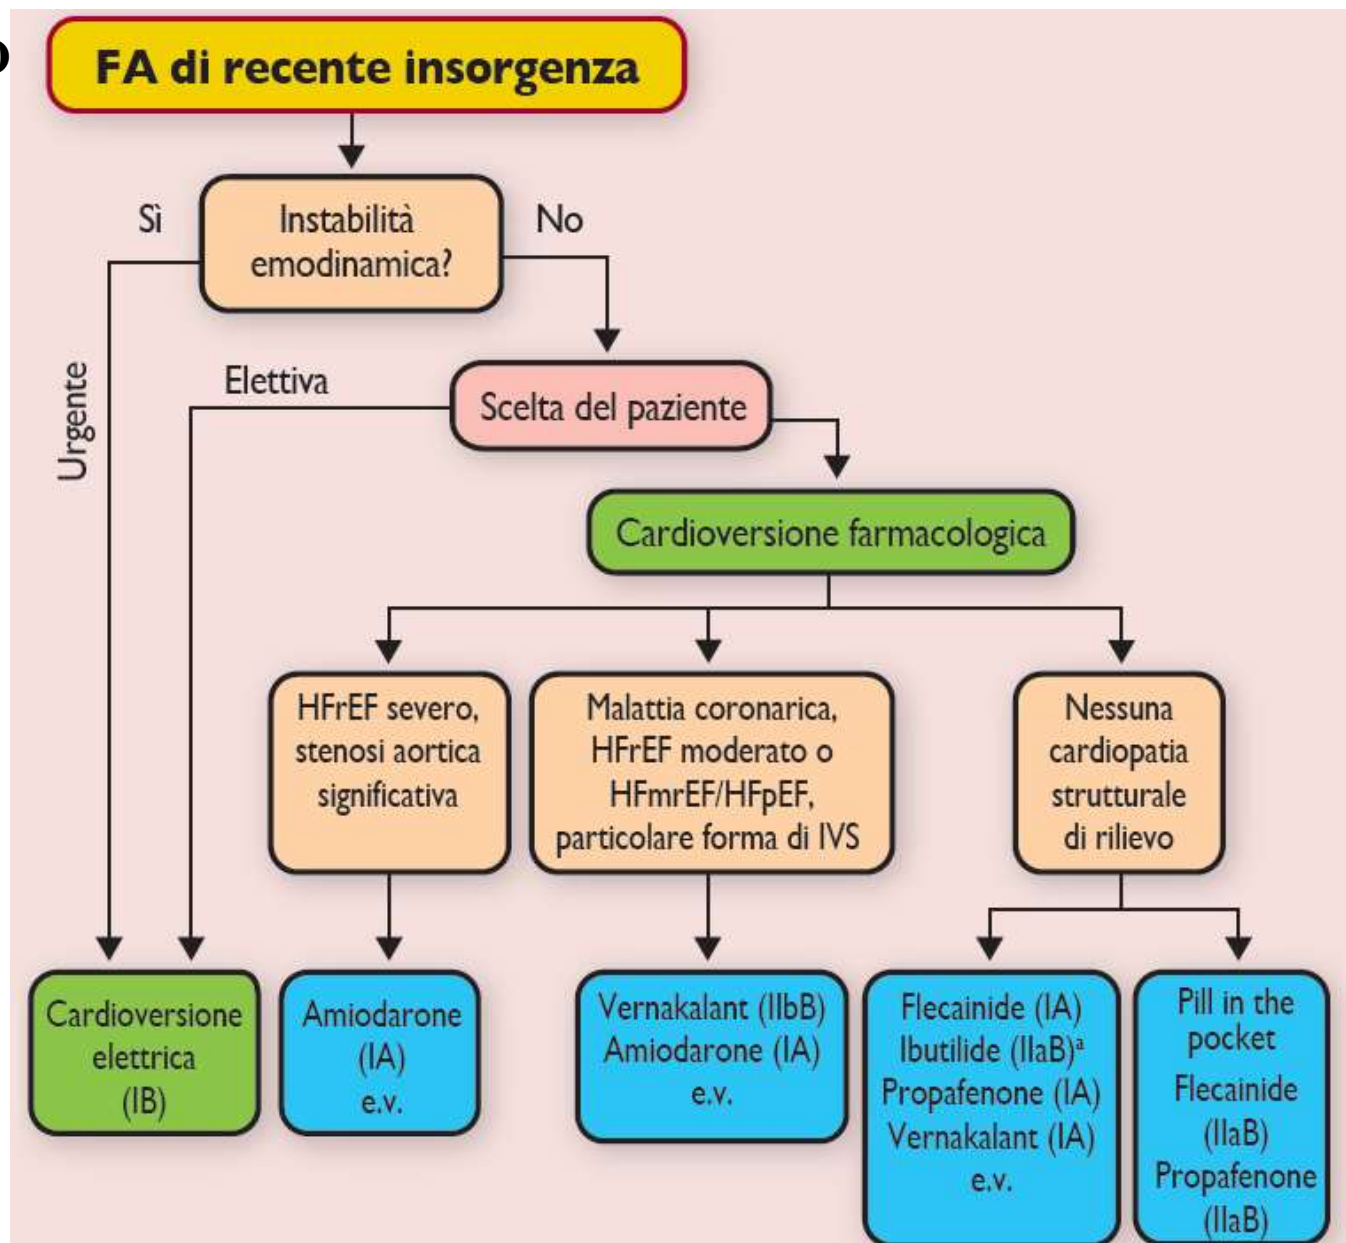 FA di recente insorgenza
Sì
Instabilità
emodinamica?
No
Urgente
Elettiva
Scelta del paziente
Cardioversione farmacologica
HFrEF severo,
stenosi aortica
significativa
Malattia coronarica,
HFrEF moderato o
HFmrEF/HFpEF,
particolare forma di IVS
Nessuna
cardiopatia
strutturale
di rilievo
Cardioversione
elettrica
(IB)
Amiodarone
(IA)
e.v.
Vernakalant (IIbB)
Amiodarone (IA)
e.v.
Flecainide (IA)
Ibutilide (IIaB)ᵃ
Propafenone (IA)
Vernakalant (IA)
e.v.
Pill in the
pocket
Flecainide
(IIaB)
Propafenone
(IIaB)